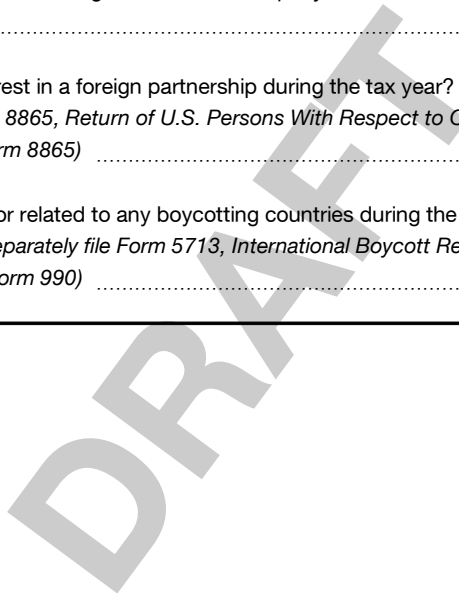 rest in a foreign partnership during the tax year?
8865, Return of U.S. Persons With Respect to
rm 8865)
or related to any boycotting countries during the
eparately file Form 5713, International Boycott Re
orm 990)
DRAFT